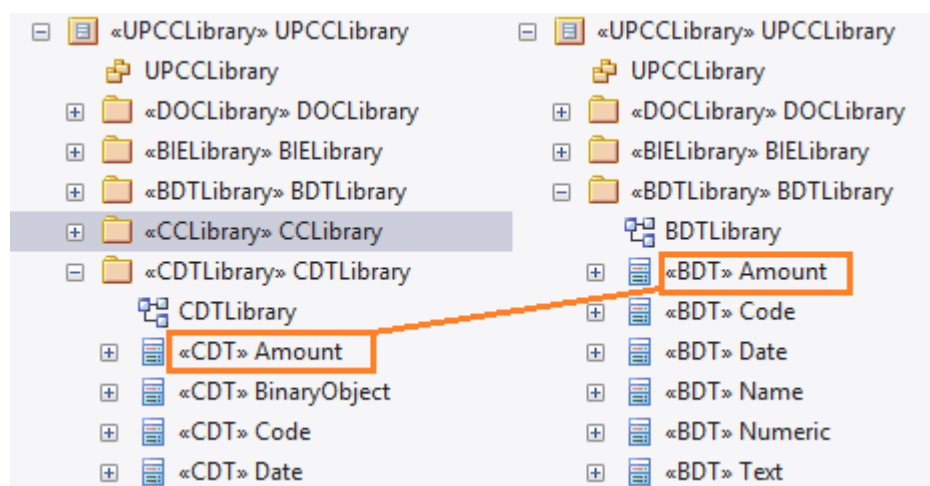 «UPCCLibrary» UPCCLibrary
UPCCLibrary
«DOCLibrary» DOCLibrary
«BIELibrary» BIELibrary
«BDTLibrary» BDTLibrary
«CCLibrary» CCLibrary
«CDTLibrary» CDTLibrary
CDTLibrary
«CDT» Amount
«CDT» BinaryObject
«CDT» Code
«CDT» Date
«UPCCLibrary» UPCCLibrary
UPCCLibrary
«DOCLibrary» DOCLibrary
«BIELibrary» BIELibrary
«BDTLibrary» BDTLibrary
BDTLibrary
«BDT» Amount
«BDT» Code
«BDT» Date
«BDT» Name
«BDT» Numeric
«BDT» Text